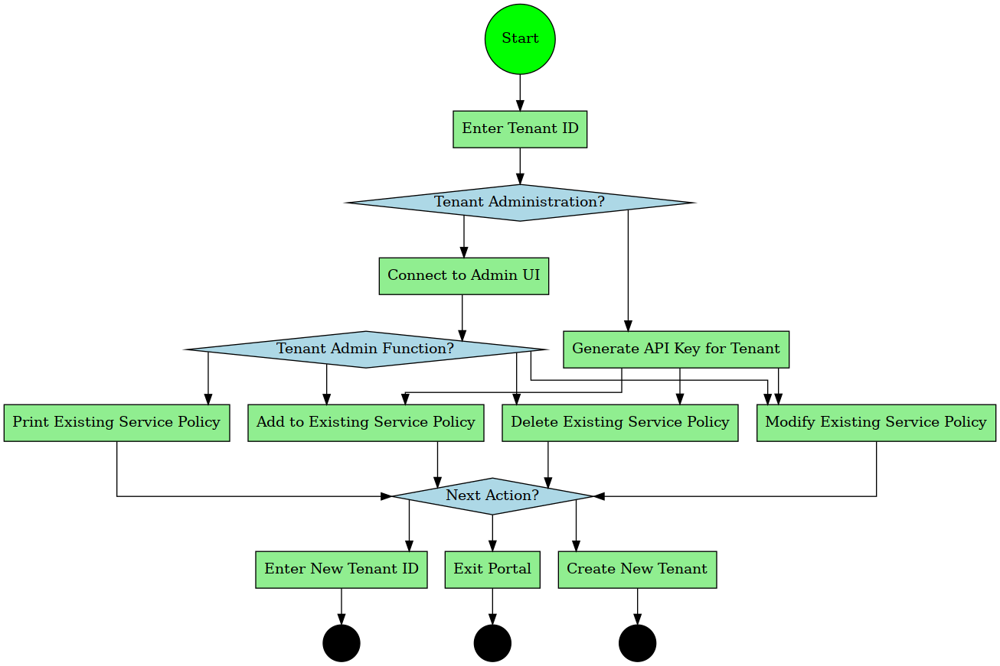 Start
Enter Tenant ID
Tenant Administration?
Connect to Admin UI
Tenant Admin Function?
Generate API Key for Tenant
Print Existing Service Policy
Add to Existing Service Policy
Delete Existing Service Policy
Modify Existing Service Policy
Next Action?
Enter New Tenant ID
Exit Portal
Create New Tenant